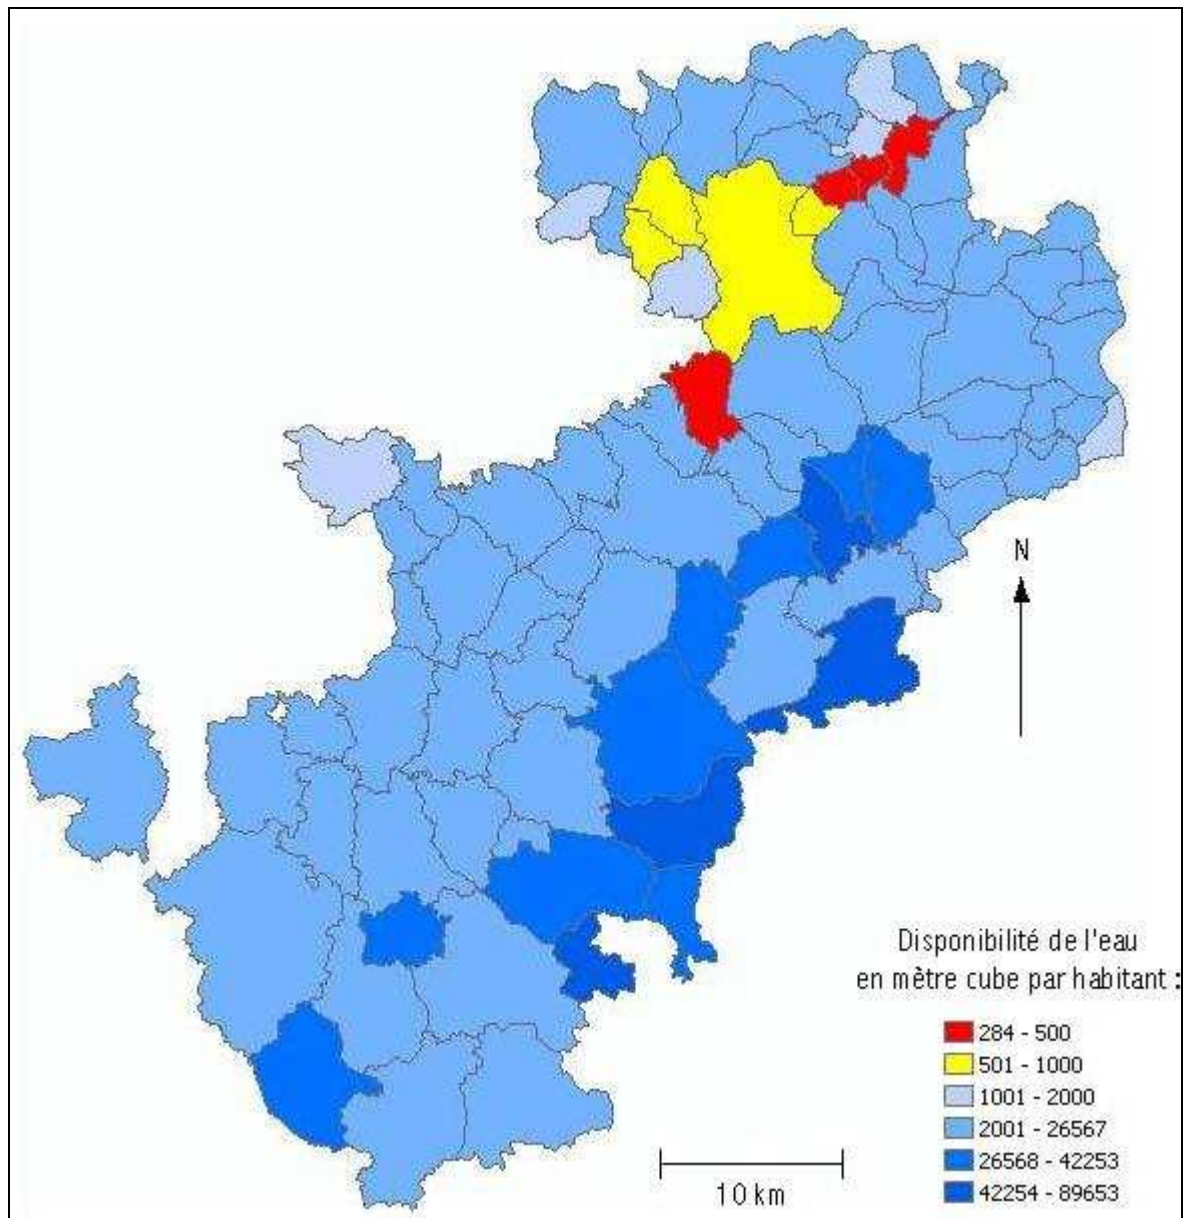 N
Disponibilité de l'eau
en mètre cube par habitant :
284 - 500
501 - 1000
1001 - 2000
2001 - 26567
26568 - 42253
42254 - 89653
10 km